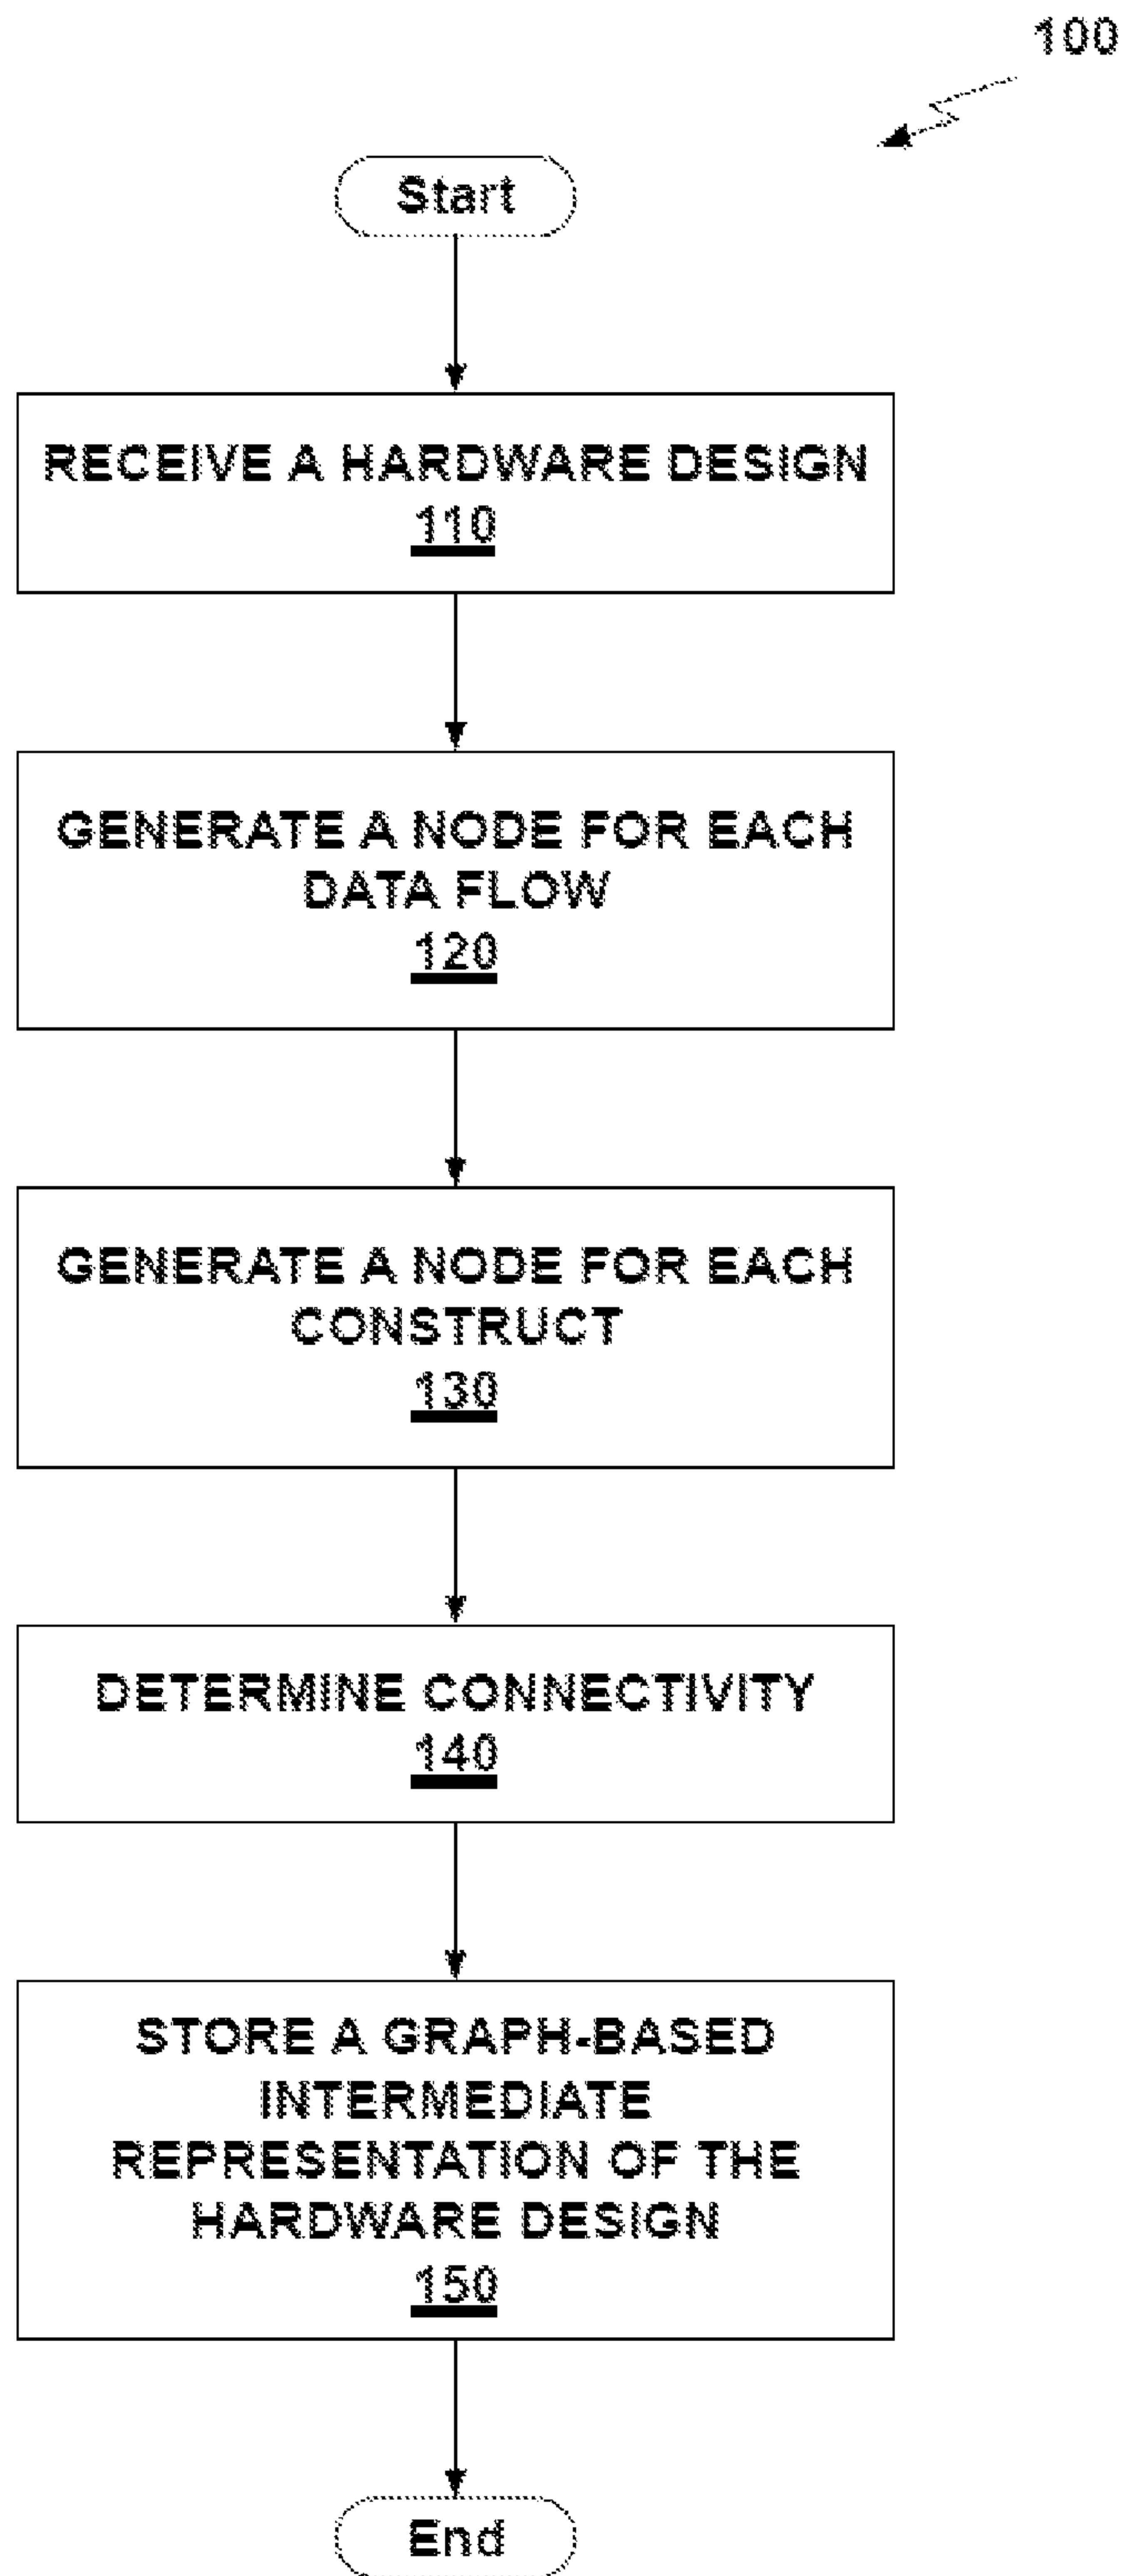 100
Start
RECEIVE A HARDWARE DESIGN
110
GENERATE A NODE FOR EACH
DATA FLOW
120
GENERATE A NODE FOR EACH
CONSTRUCT
130
DETERMINE CONNECTIVITY
140
STORE A GRAPH-BASED
INTERMEDIATE
REPRESENTATION OF THE
HARDWARE DESIGN
150
End